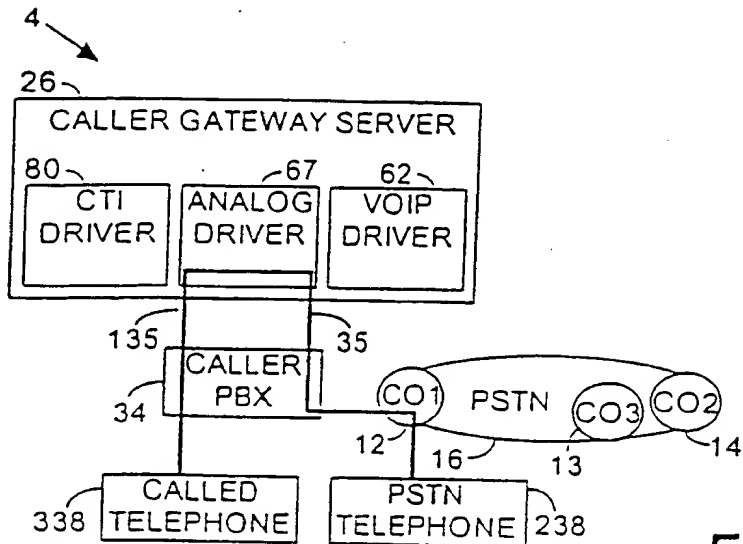 4
26
CALLER GATEWAY SERVER
80 67 62
CTI DRIVER
ANALOG DRIVER
VOIP DRIVER
135 35
CALLER PBX
34
CO1 PSTN CO3 CO2
12 16 13 14
338 CALLED TELEPHONE
PSTN TELEPHONE 238